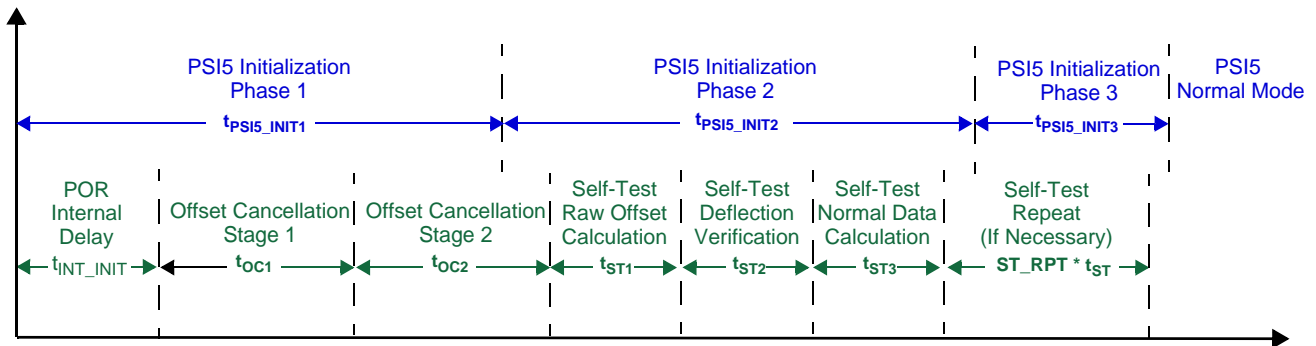 PSI5 Initialization
Phase 1
tPSI5_INIT1
PSI5 Initialization
Phase 2
tPSI5_INIT2
PSI5 Initialization
Phase 3
tPSI5_INIT3
PSI5
Normal Mode
POR
Internal
Delay
tINT_INIT
Offset Cancellation
Stage 1
tOC1
Offset Cancellation
Stage 2
tOC2
Self-Test
Raw Offset
Calculation
tST1
Self-Test
Deflection
Verification
tST2
Self-Test
Normal Data
Calculation
tST3
Self-Test
Repeat
(If Necessary)
ST_RPT * tST